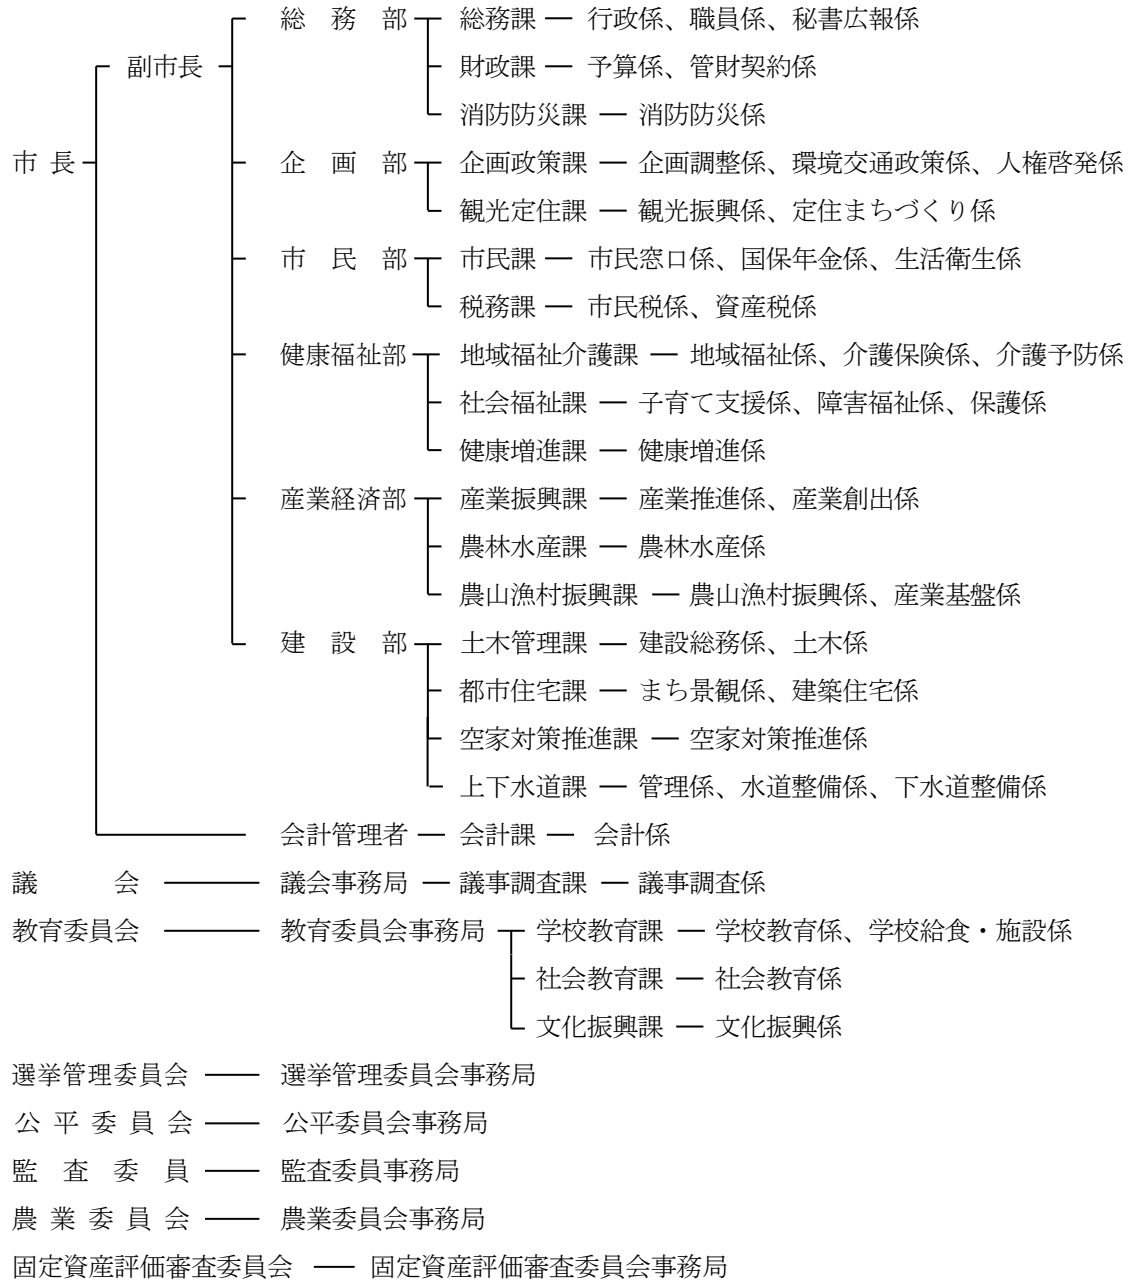 総務部 総務課 行政係、職員係、秘書広報係
副市長 財政課 予算係、管財契約係
消防防災課 消防防災係
市長 企画部 企画政策課 企画調整係、環境交通政策係、人権啓発係
観光定住課 観光振興係、定住まちづくり係
市民部 市民課 市民窓口係、国保年金係、生活衛生係
税務課 市民税係、資産税係
健康福祉部 地域福祉介護課 地域福祉係、介護保険係、介護予防係
社会福祉課 子育て支援係、障害福祉係、保護係
健康増進課 健康増進係
産業経済部 産業振興課 産業推進係、産業創出係
農林水産課 農林水産係
農山漁村振興課 農山漁村振興係、産業基盤係
建設部 土木管理課 建設総務係、土木係
都市住宅課 まち景観係、建築住宅係
空家対策推進課 空家対策推進係
上下水道課 管理係、水道整備係、下水道整備係
会計管理者 会計課 会計係
議会 議会事務局 議事調査課 議事調査係
教育委員会 教育委員会事務局 学校教育課 学校教育係、学校給食・施設係
社会教育課 社会教育係
文化振興課 文化振興係
選挙管理委員会 選挙管理委員会事務局
公平委員会 公平委員会事務局
監査委員 監査委員事務局
農業委員会 農業委員会事務局
固定資産評価審査委員会 固定資産評価審査委員会事務局